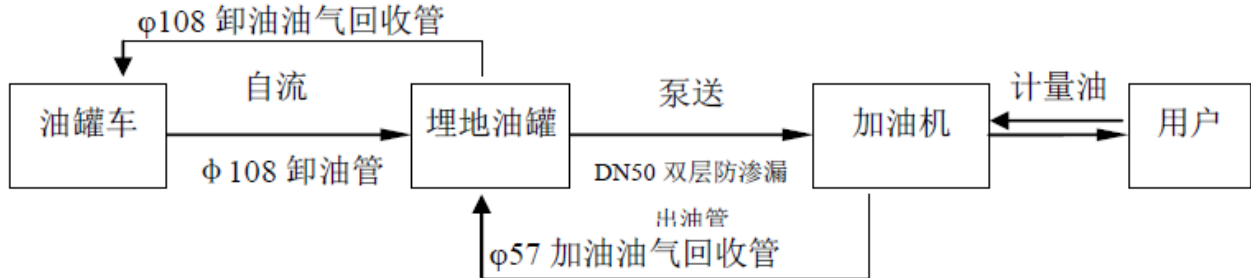 φ108 卸油油气回收管
自流
泵送
计量油
油罐车
埋地油罐
加油机
用户
ф108 卸油管
DN50 双层防渗漏
出油管
φ57 加油油气回收管